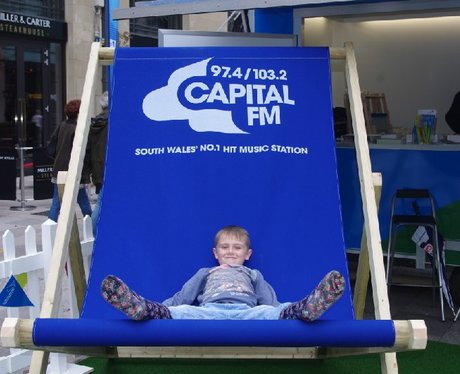 MILLER & CARTER
STEAKHOUSE
97.4/103.2
CAPITAL
FM
SOUTH WALES' NO.1 HIT MUSIC STATION